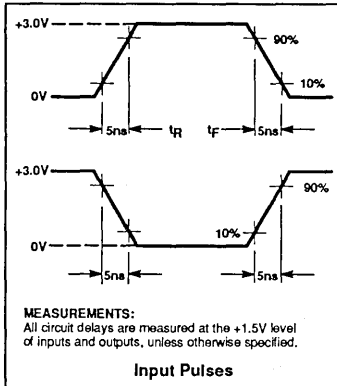 +3.0V
90%
10%
0V
5ns tR tF 5ns
+3.0V
90%
10%
0V
5ns 5ns
MEASUREMENTS:
All circuit delays are measured at the +1.5V level
of inputs and outputs, unless otherwise specified.
Input Pulses